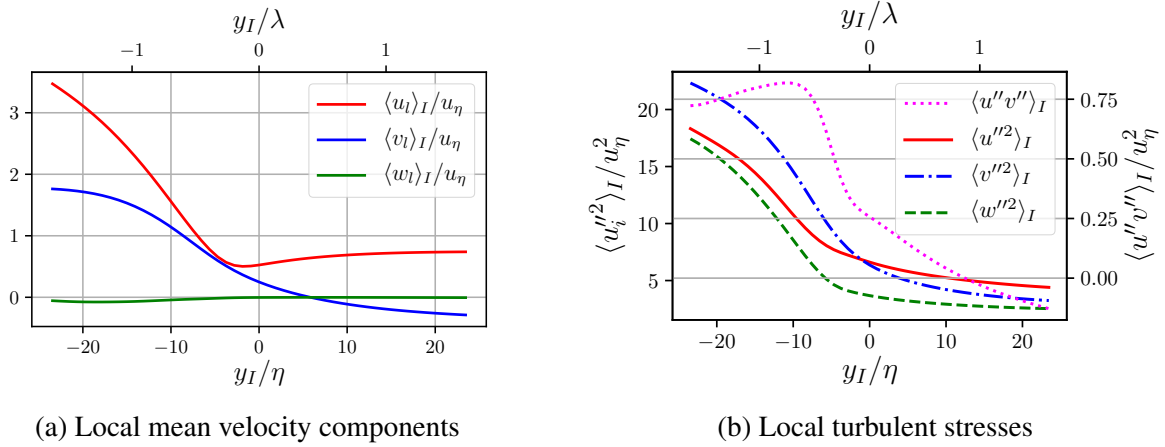 y_I/λ
−1 0 1
3
2
1
0
⟨u_l⟩_I/u_η
⟨v_l⟩_I/u_η
⟨w_l⟩_I/u_η
−20 −10 0 10 20
y_I/η
(a) Local mean velocity components
y_I/λ
−1 0 1
⟨u_i''^2⟩_I/u_η^2
20
15
10
5
⟨u''v''⟩_I
⟨u''^2⟩_I
⟨v''^2⟩_I
⟨w''^2⟩_I
0.75
0.50
0.25
0.00
⟨u''v''⟩_I/u_η^2
−20 −10 0 10 20
y_I/η
(b) Local turbulent stresses